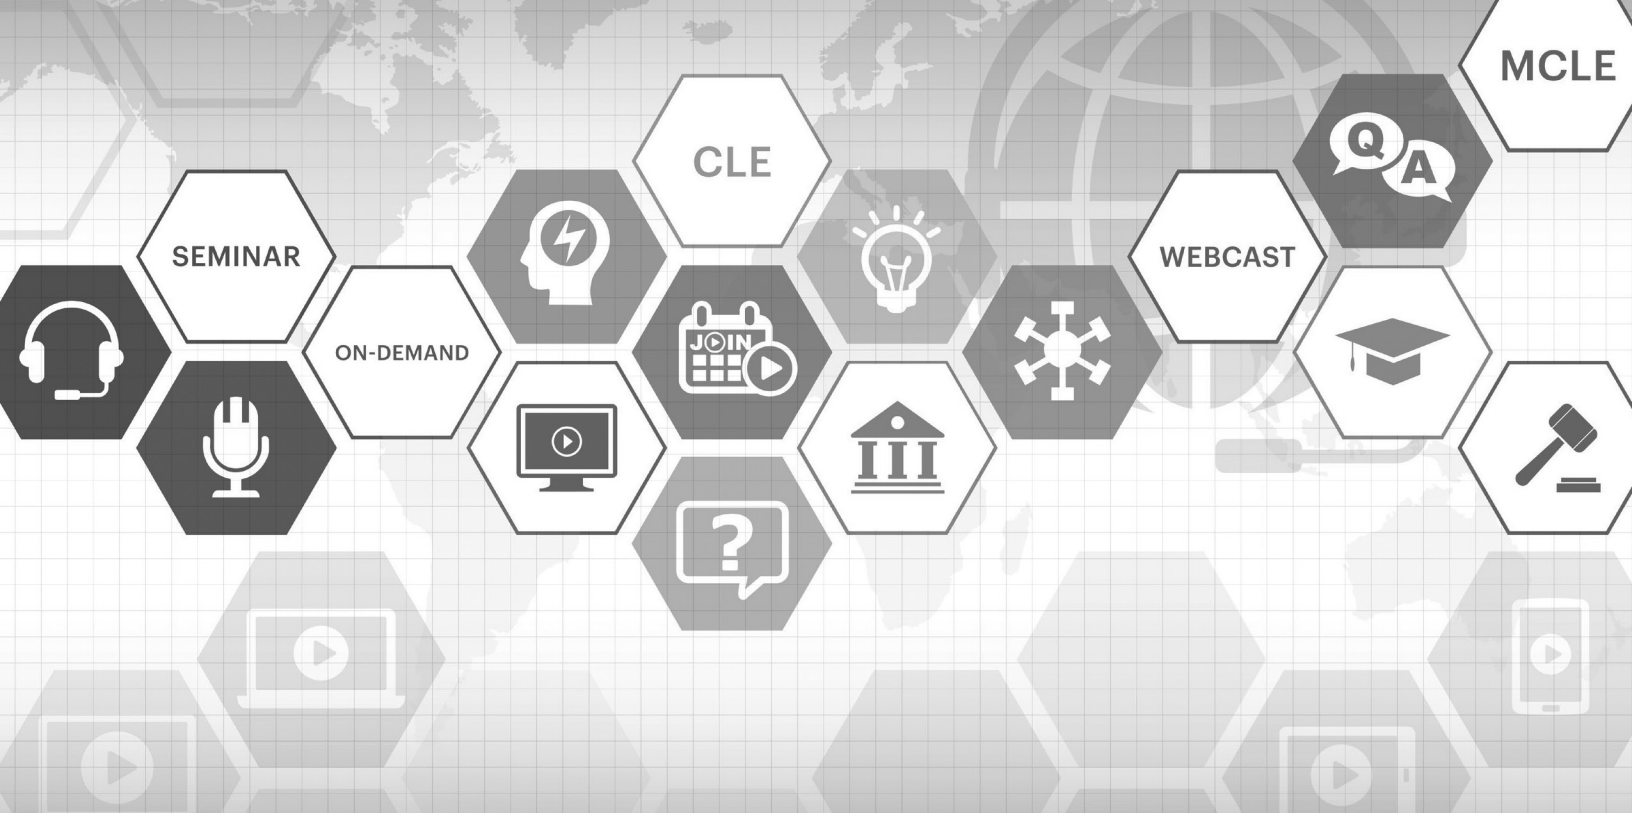 MCLE
Q
A
CLE
SEMINAR
WEBCAST
JOIN
ON-DEMAND
?